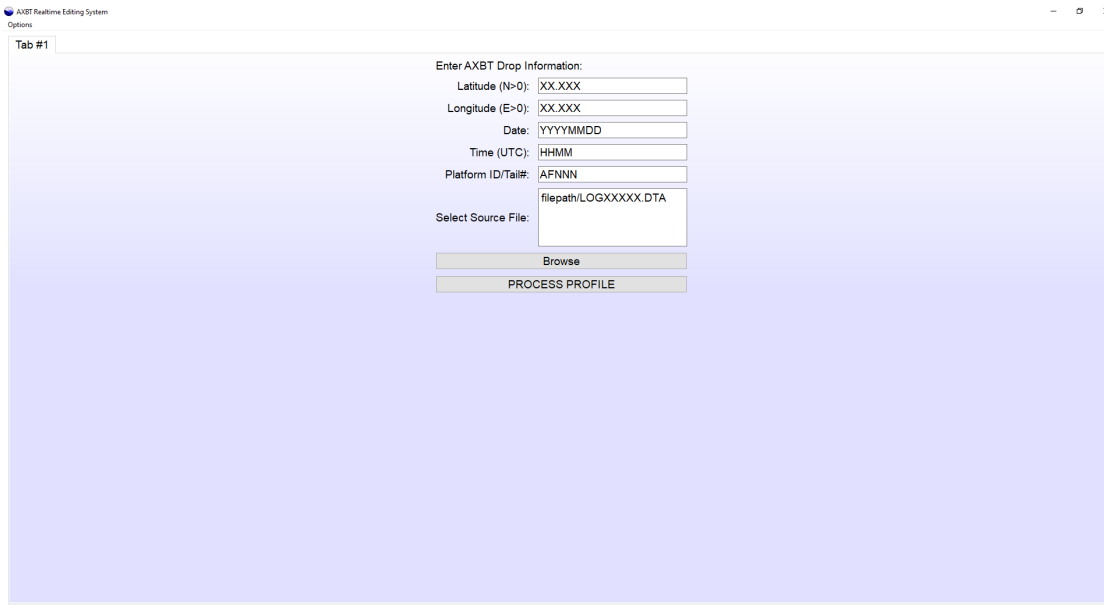 AXBT Realtime Editing System
Options
Tab #1
Enter AXBT Drop Information:
Latitude (N>0): XX.XXX
Longitude (E>0): XX.XXX
Date: YYYYMMDD
Time (UTC): HHMM
Platform ID/Tail#: AFNNN
Select Source File: filepath/LOGXXXXX.DTA
Browse
PROCESS PROFILE